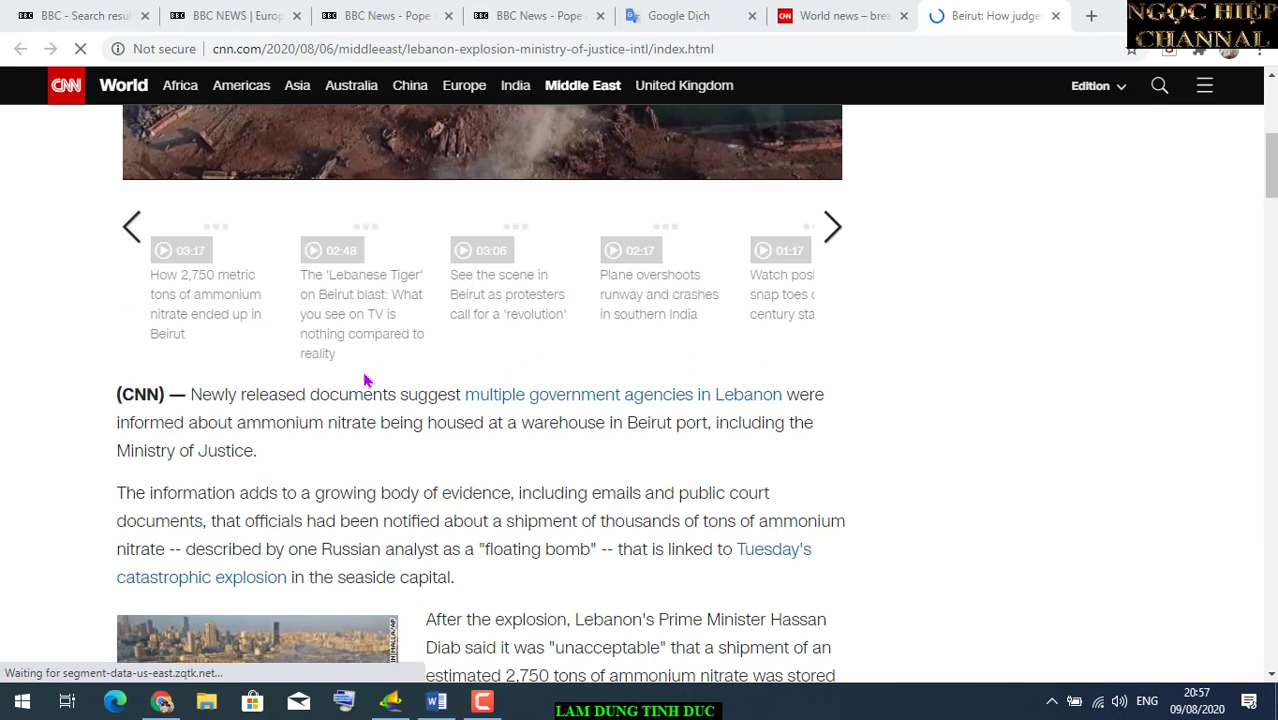 BBC - Search resul
BBC NEWS | Europ
BBC News - Pope
BBC News - Pope
Google Dịch
World news – brea
Beirut: How judge
NGỌC HIỆP
CHANNAL
Not secure
cnn.com/2020/08/06/middleeast/lebanon-explosion-ministry-of-justice-intl/index.html
CNN World Africa Americas Asia Australia China Europe India Middle East United Kingdom Edition
03:17
02:48
03:06
02:17
01:17
How 2,750 metric
tons of ammonium
nitrate ended up in
Beirut
The 'Lebanese Tiger'
on Beirut blast: What
you see on TV is
nothing compared to
reality
See the scene in
Beirut as protesters
call for a 'revolution'
Plane overshoots
runway and crashes
in southern India
Watch posi
snap toes
century sta
(CNN) — Newly released documents suggest multiple government agencies in Lebanon were
informed about ammonium nitrate being housed at a warehouse in Beirut port, including the
Ministry of Justice.
The information adds to a growing body of evidence, including emails and public court
documents, that officials had been notified about a shipment of thousands of tons of ammonium
nitrate -- described by one Russian analyst as a "floating bomb" -- that is linked to Tuesday's
catastrophic explosion in the seaside capital.
After the explosion, Lebanon's Prime Minister Hassan
Diab said it was "unacceptable" that a shipment of an
estimated 2,750 tons of ammonium nitrate was stored
Waiting for segment-data-us-east.zqtk.net...
ENG
20:57
09/08/2020
LAM DUNG TINH DUC